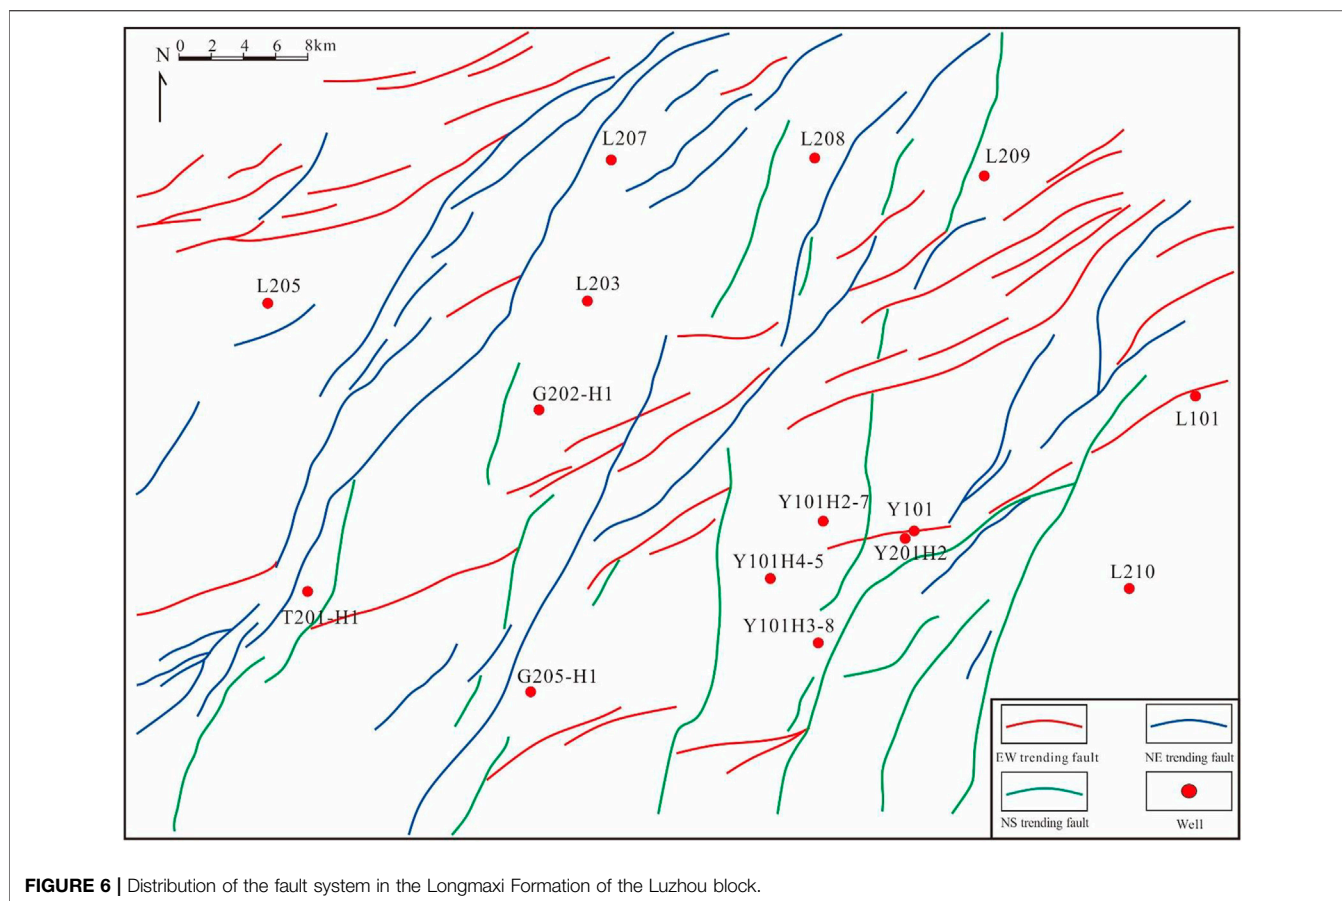 0 2 4 6 8km
N
L207
L208
L209
L205
L203
G202-H1
L101
Y101H2-7
Y101
Y201H2
Y101H4-5
L210
T201-H1
Y101H3-8
G205-H1
EW trending fault
NE trending fault
NS trending fault
Well
FIGURE 6 | Distribution of the fault system in the Longmaxi Formation of the Luzhou block.